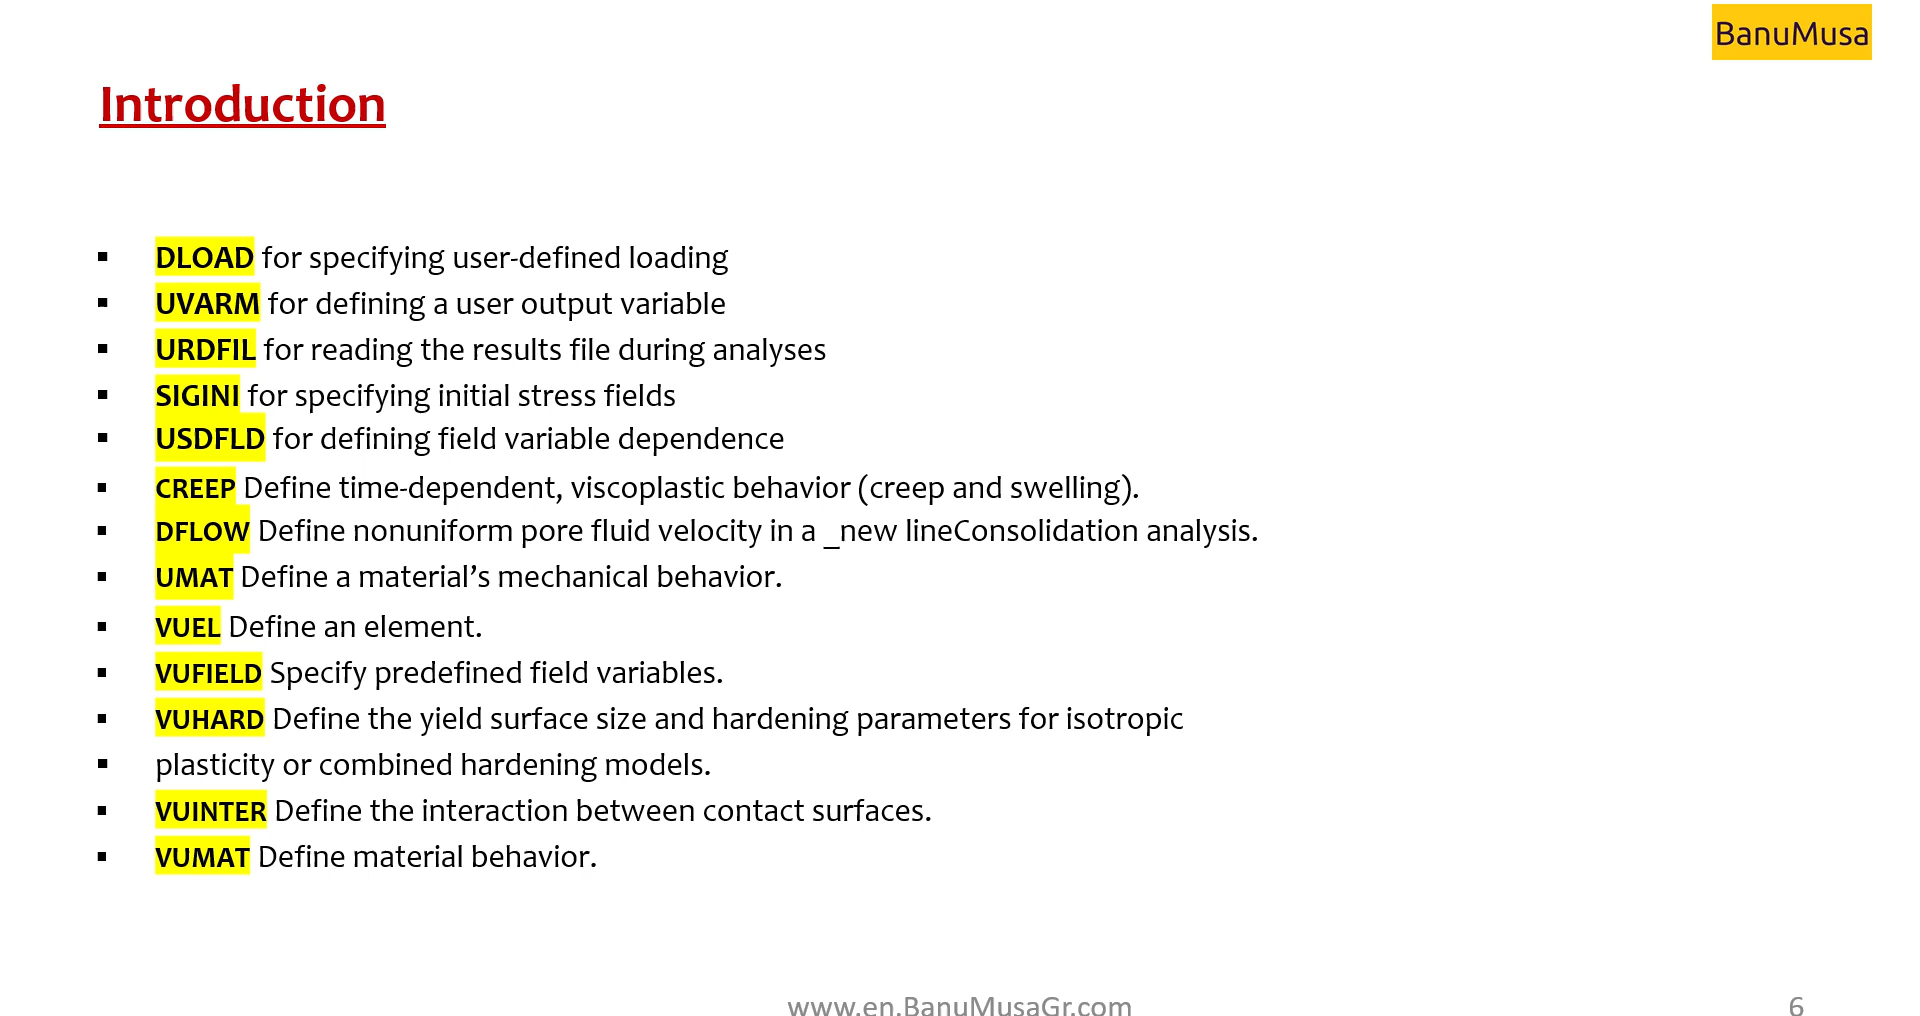 BanuMusa
Introduction
▪ DLOAD for specifying user-defined loading
▪ UVARM for defining a user output variable
▪ URDFIL for reading the results file during analyses
▪ SIGINI for specifying initial stress fields
▪ USDFLD for defining field variable dependence
▪ CREEP Define time-dependent, viscoplastic behavior (creep and swelling).
▪ DFLOW Define nonuniform pore fluid velocity in a _new lineConsolidation analysis.
▪ UMAT Define a material’s mechanical behavior.
▪ VUEL Define an element.
▪ VUFIELD Specify predefined field variables.
▪ VUHARD Define the yield surface size and hardening parameters for isotropic
▪ plasticity or combined hardening models.
▪ VUINTER Define the interaction between contact surfaces.
▪ VUMAT Define material behavior.
www.en.BanuMusaGr.com
6